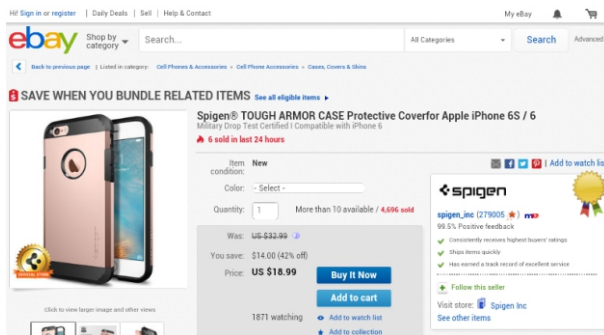 Hi! Sign in or register | Daily Deals | Sell | Help & Contact
My eBay
ebay
Shop by category
Search...
All Categories
Search
Advanced
Back to previous page | Listed in category: Cell Phones & Accessories > Cell Phone Accessories > Cases, Covers & Skins
$ SAVE WHEN YOU BUNDLE RELATED ITEMS See all eligible items
Spigen® TOUGH ARMOR CASE Protective Coverfor Apple iPhone 6S / 6
Military Drop Test Certified I Compatible with iPhone 6
6 sold in last 24 hours
Item condition: New
Add to watch lis
Color: - Select -
Quantity: 1 More than 10 available / 4,696 sold
Was: US $32.99
You save: $14.00 (42% off)
Price: US $18.99
Buy It Now
Add to cart
1871 watching
Add to watch list
Add to collection
spigen
spigen_inc (279005) me
99.5% Positive feedback
Consistently receives highest buyers' ratings
Ships items quickly
Has earned a track record of excellent service
Follow this seller
Visit store: Spigen Inc
See other items
OFFICIAL STORE
Click to view larger image and other views